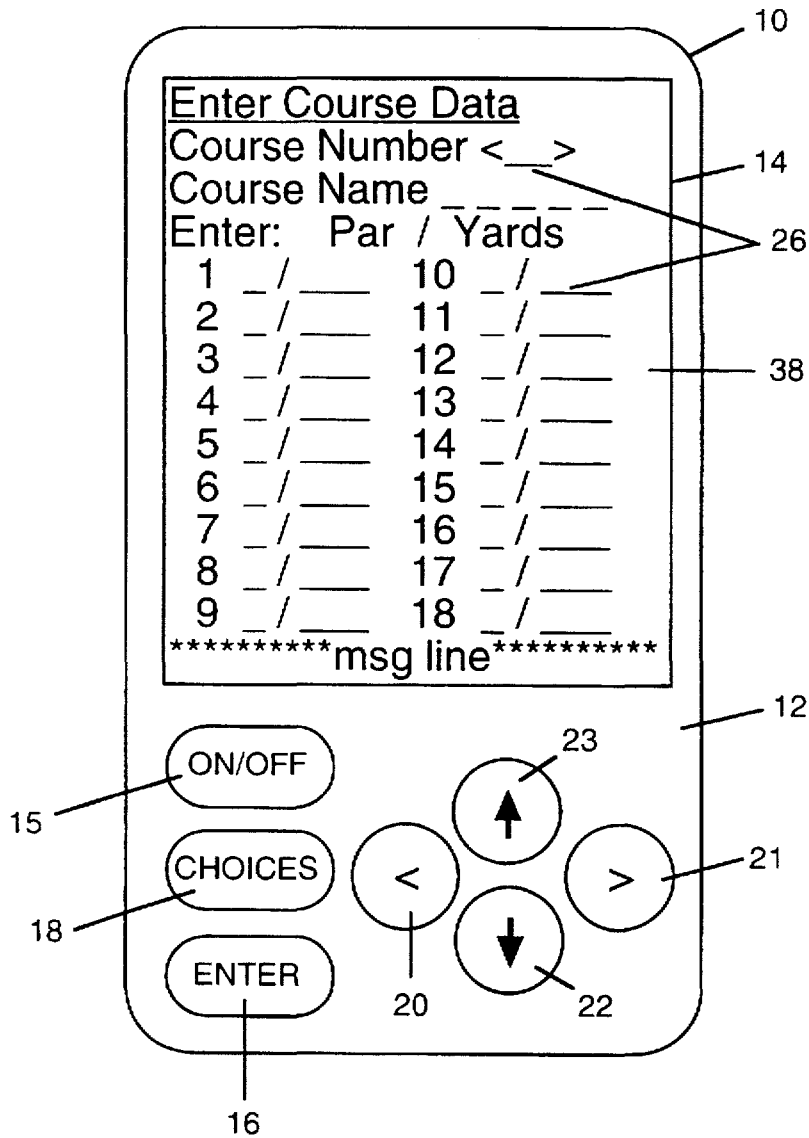 10
Enter Course Data
Course Number <__>
14
Course Name _ _ _ _ _
26
Enter: Par / Yards
1 _ / ___ 10 _ / ___
2 _ / ___ 11 _ / ___
3 _ / ___ 12 _ / ___
38
4 _ / ___ 13 _ / ___
5 _ / ___ 14 _ / ___
6 _ / ___ 15 _ / ___
7 _ / ___ 16 _ / ___
8 _ / ___ 17 _ / ___
9 _ / ___ 18 _ / ___
**********msg line**********
12
23
ON/OFF
15
CHOICES
<
>
21
18
ENTER
20
22
16